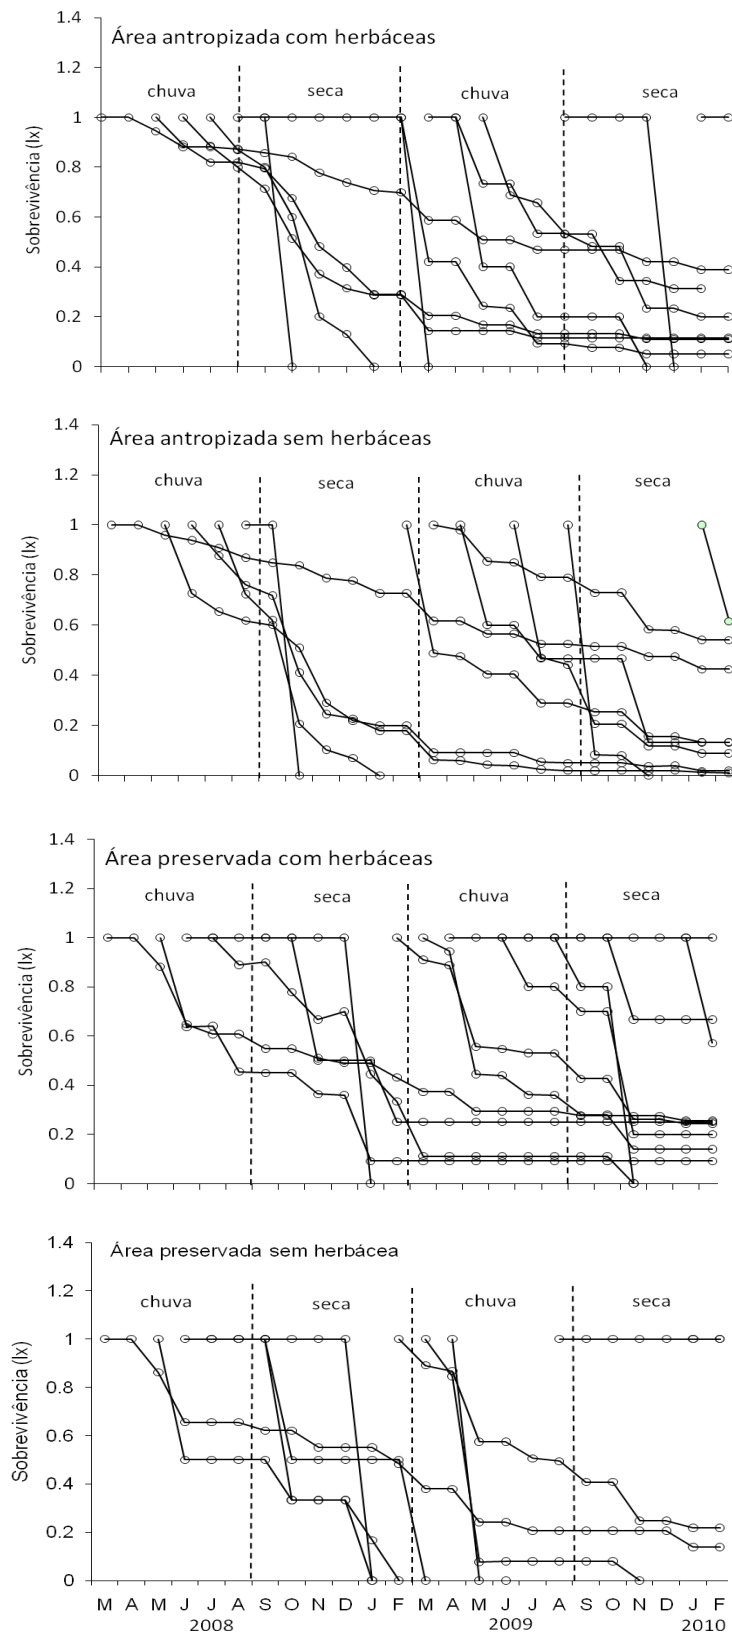 Área antropizada com herbáceas
chuva seca chuva seca
Sobrevivência (lx)
1.4
1.2
1
0.8
0.6
0.4
0.2
0
Área antropizada sem herbáceas
chuva seca chuva seca
Sobrevivência (lx)
1.4
1.2
1
0.8
0.6
0.4
0.2
0
Área preservada com herbáceas
chuva seca chuva seca
Sobrevivência (lx)
1.4
1.2
1
0.8
0.6
0.4
0.2
0
Área preservada sem herbácea
chuva seca chuva seca
Sobrevivência (lx)
1.4
1.2
1
0.8
0.6
0.4
0.2
0
M A M J J A S O N D J F M A M J J A S O N D J F
2008 2009 2010